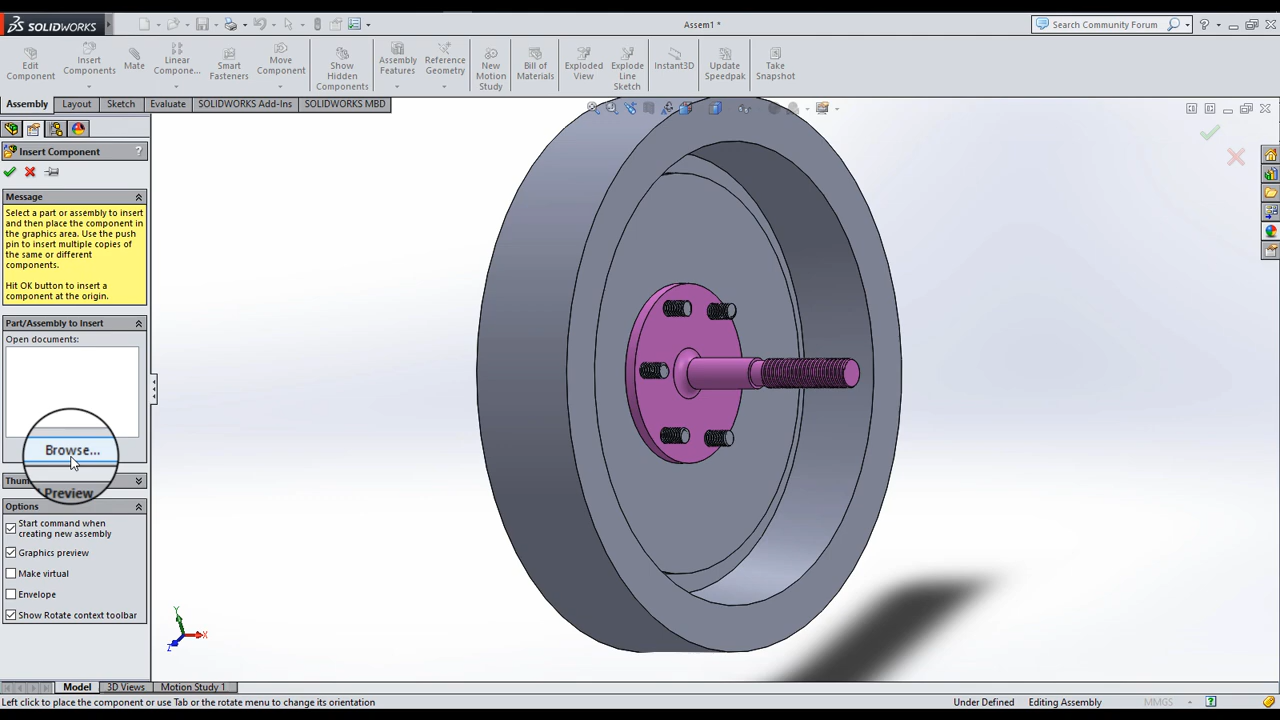 SOLIDWORKS
Assem1 *
Search Community Forum
Edit Component
Insert Components
Mate
Linear Compone...
Smart Fasteners
Move Component
Show Hidden Components
Assembly Features
Reference Geometry
New Motion Study
Bill of Materials
Exploded View
Explode Line Sketch
Instant3D
Update Speedpak
Take Snapshot
Assembly
Layout
Sketch
Evaluate
SOLIDWORKS Add-Ins
SOLIDWORKS MBD
Insert Component
?
Message
Select a part or assembly to insert
and then place the component in
the graphics area. Use the push
pin to insert multiple copies of
the same or different
components.
Hit OK button to insert a
component at the origin.
Part/Assembly to Insert
Open documents:
Browse...
Preview
Options
Start command when
creating new assembly
Graphics preview
Make virtual
Envelope
Show Rotate context toolbar
Y
X
Z
Model
3D Views
Motion Study 1
Left click to place the component or use Tab or the rotate menu to change its orientation
Under Defined
Editing Assembly
MMGS